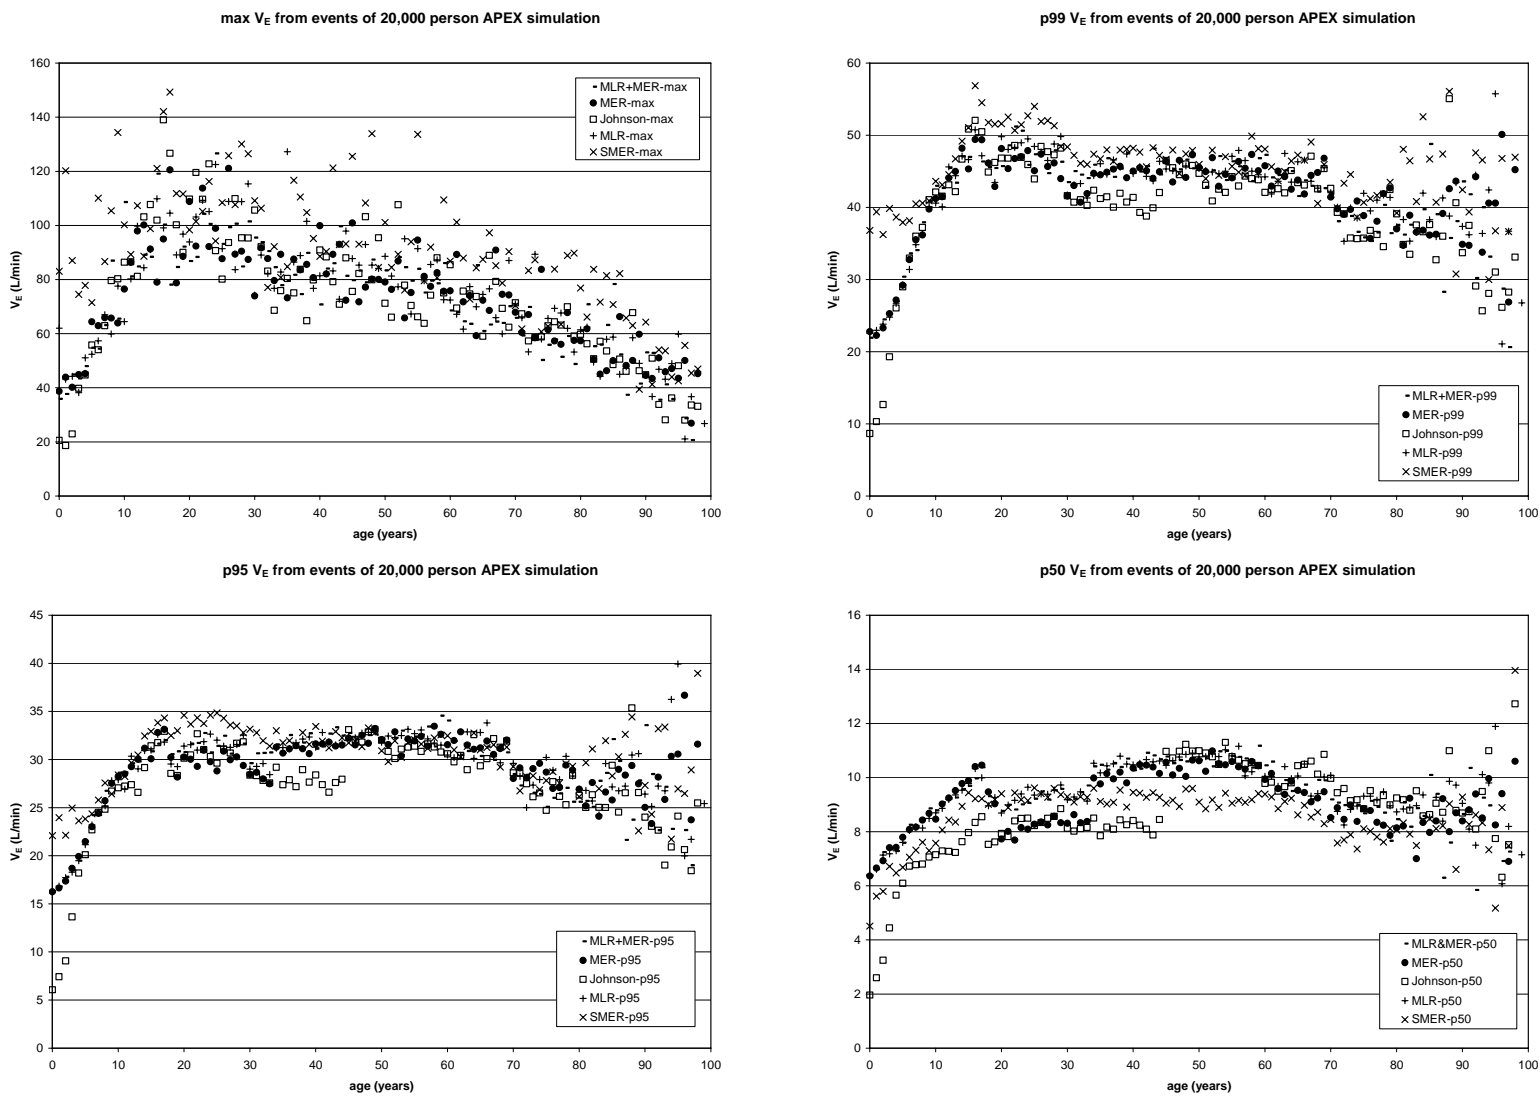 max VE from events of 20,000 person APEX simulation
160
140
120
100
80
60
40
20
0
VE (L/min)
MLR+MER-max
MER-max
Johnson-max
MLR-max
SMER-max
0 10 20 30 40 50 60 70 80 90 100
age (years)
p99 VE from events of 20,000 person APEX simulation
60
50
40
30
20
10
0
VE (L/min)
MLR+MER-p99
MER-p99
Johnson-p99
MLR-p99
SMER-p99
0 10 20 30 40 50 60 70 80 90 100
age (years)
p95 VE from events of 20,000 person APEX simulation
45
40
35
30
25
20
15
10
5
0
VE (L/min)
MLR+MER-p95
MER-p95
Johnson-p95
MLR-p95
SMER-p95
0 10 20 30 40 50 60 70 80 90 100
age (years)
p50 VE from events of 20,000 person APEX simulation
16
14
12
10
8
6
4
2
0
VE (L/min)
MLR&MER-p50
MER-p50
Johnson-p50
MLR-p50
SMER-p50
0 10 20 30 40 50 60 70 80 90 100
age (years)